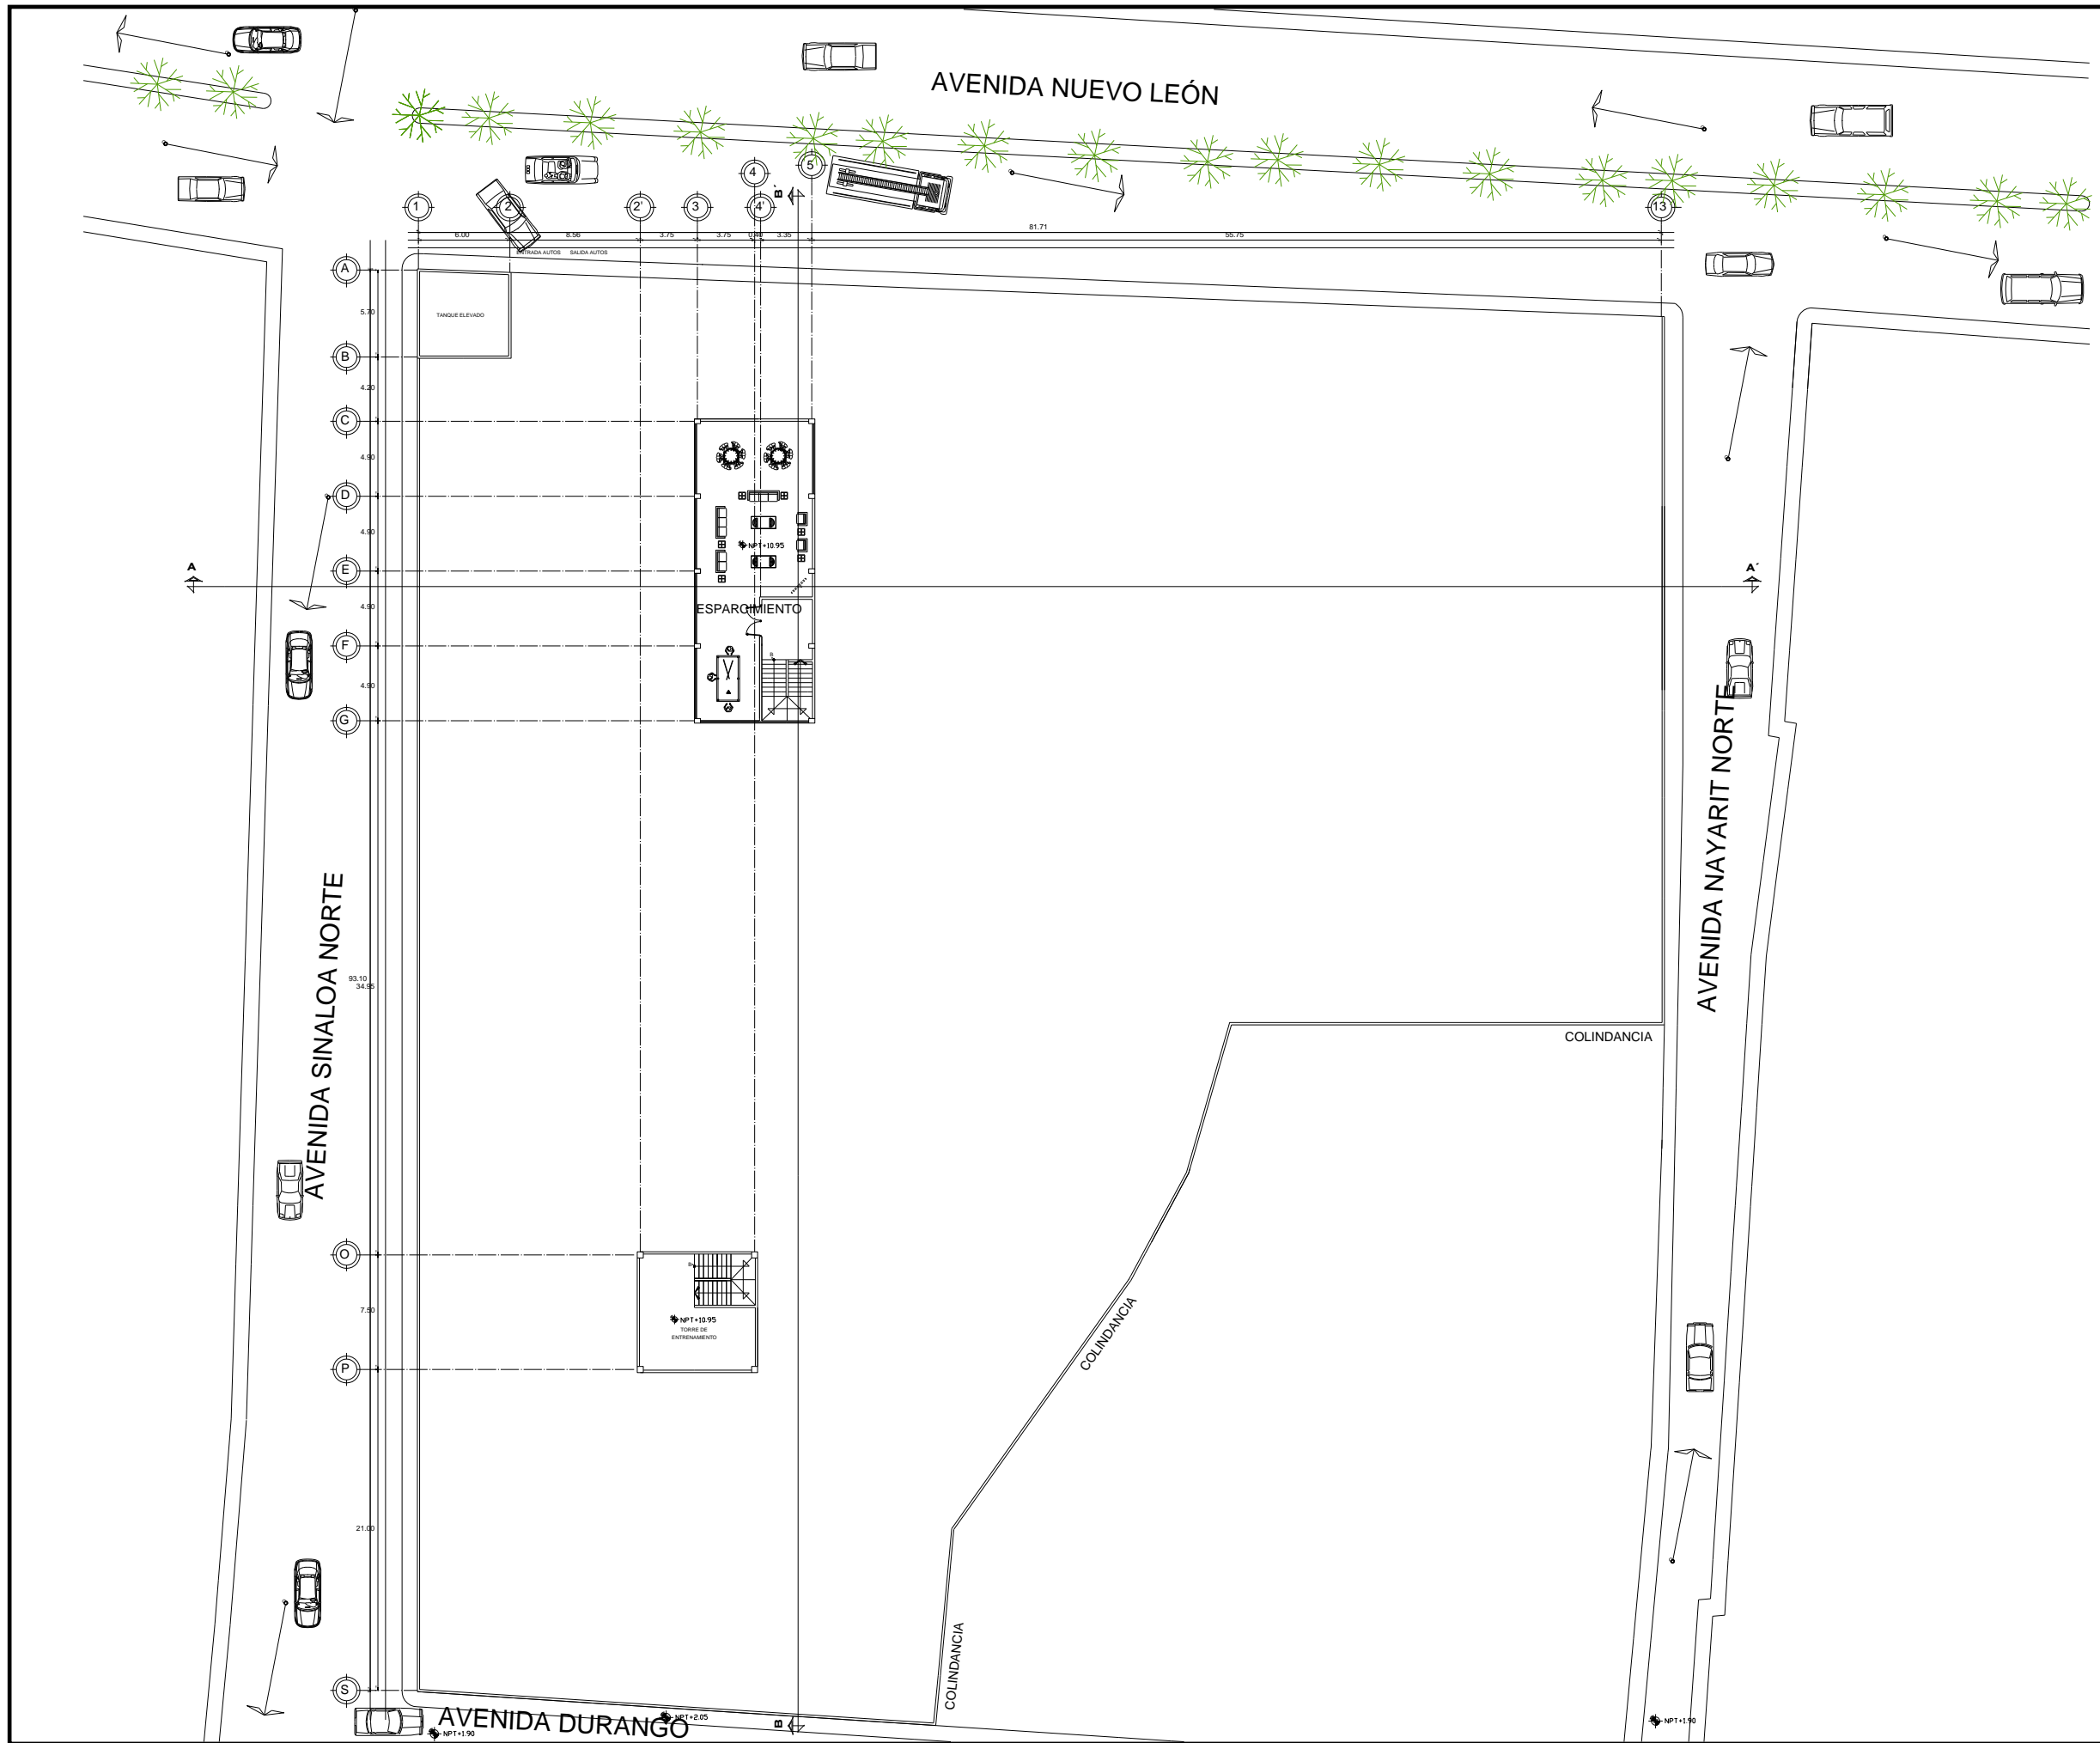 AVENIDA NUEVO LEÓN
5
4
B´
1
2
2'
3
4'
13
81.71
6.00
8.56
3.75
3.75
0.40
3.35
55.75
ENTRADA AUTOS
SALIDA AUTOS
A
5.70
TANQUE ELEVADO
B
4.20
C
4.90
D
4.90
NPT+10.95
E
A
A´
4.90
ESPARCIMIENTO
F
4.90
G
AVENIDA NAYARIT NORTE
AVENIDA SINALOA NORTE
93.10
34.95
COLINDANCIA
O
7.50
NPT+10.95
TORRE DE
ENTRENAMIENTO
COLINDANCIA
P
21.00
COLINDANCIA
S
AVENIDA DURANGO
NPT+2.05
B
NPT+1.90
NPT+1.90